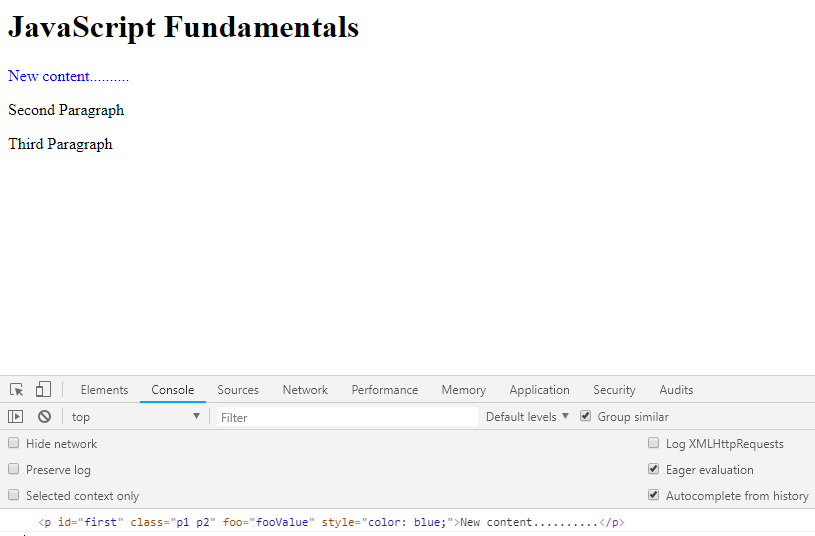 JavaScript Fundamentals
New content..........
Second Paragraph
Third Paragraph
Elements Console Sources Network Performance Memory Application Security Audits
top Filter Default levels Group similar
Hide network Log XMLHttpRequests
Preserve log Eager evaluation
Selected context only Autocomplete from history
<p id="first" class="p1 p2" foo="fooValue" style="color: blue;">New content..........</p>